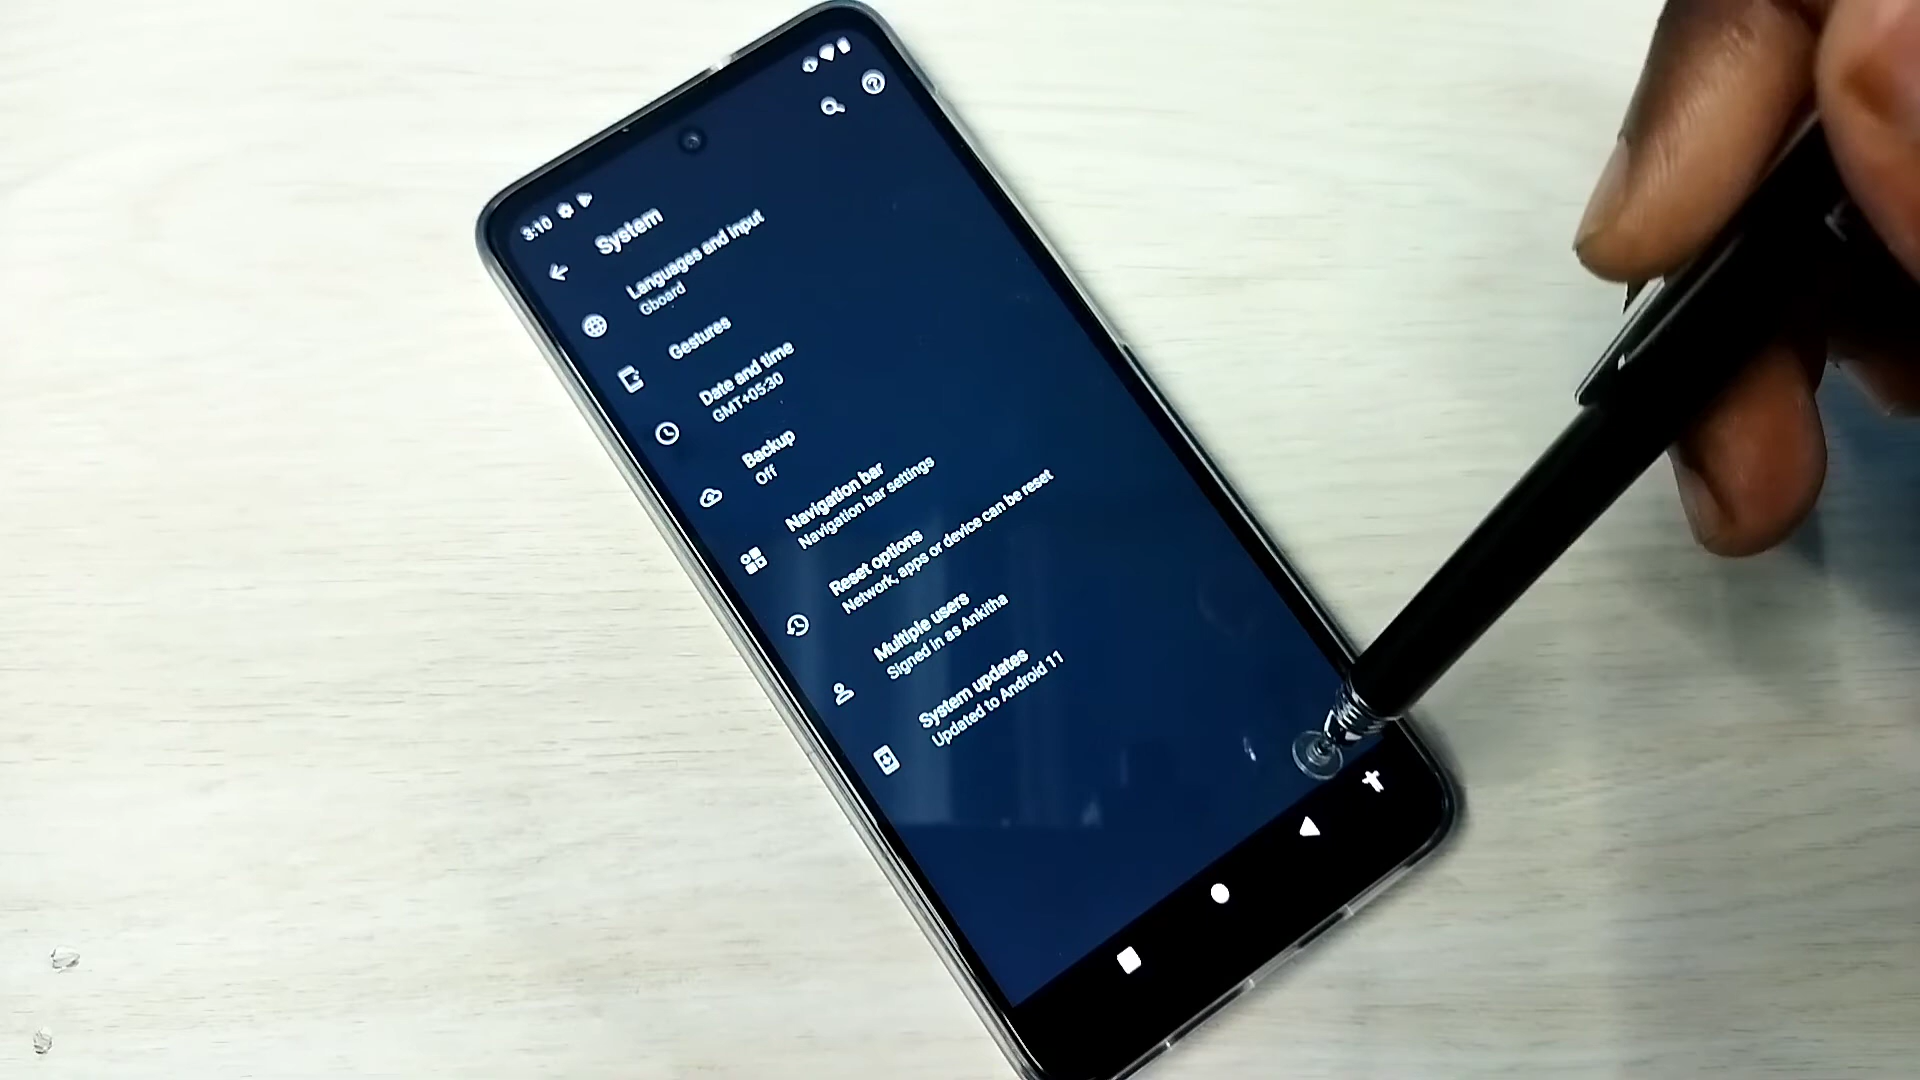 3:10
System
Languages and input
Gboard
Gestures
Date and time
GMT+05:30
Backup
Off
Navigation bar
Navigation bar settings
Reset options
Network, apps or device can be reset
Multiple users
Signed in as Ankitha
System updates
Updated to Android 11